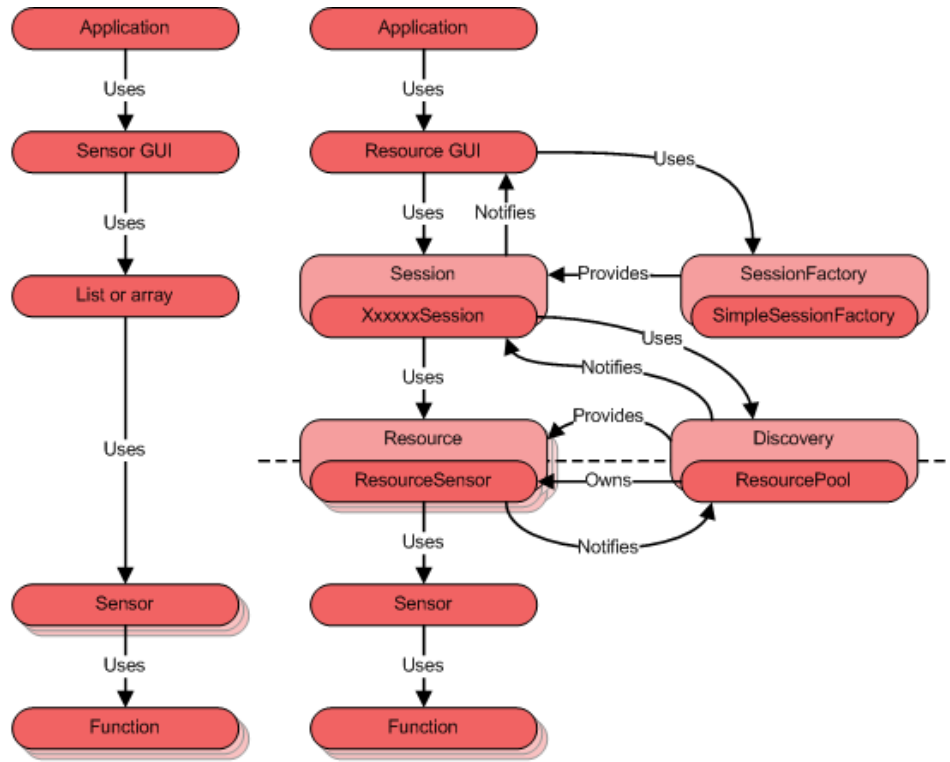 Application
Uses
Sensor GUI
Uses
List or array
Uses
Sensor
Uses
Function
Application
Uses
Resource GUI
Uses
Uses
Notifies
Session
XxxxxxSession
Provides
SessionFactory
SimpleSessionFactory
Uses
Notifies
Uses
Provides
Resource
ResourceSensor
Discovery
ResourcePool
Owns
Notifies
Uses
Sensor
Uses
Function